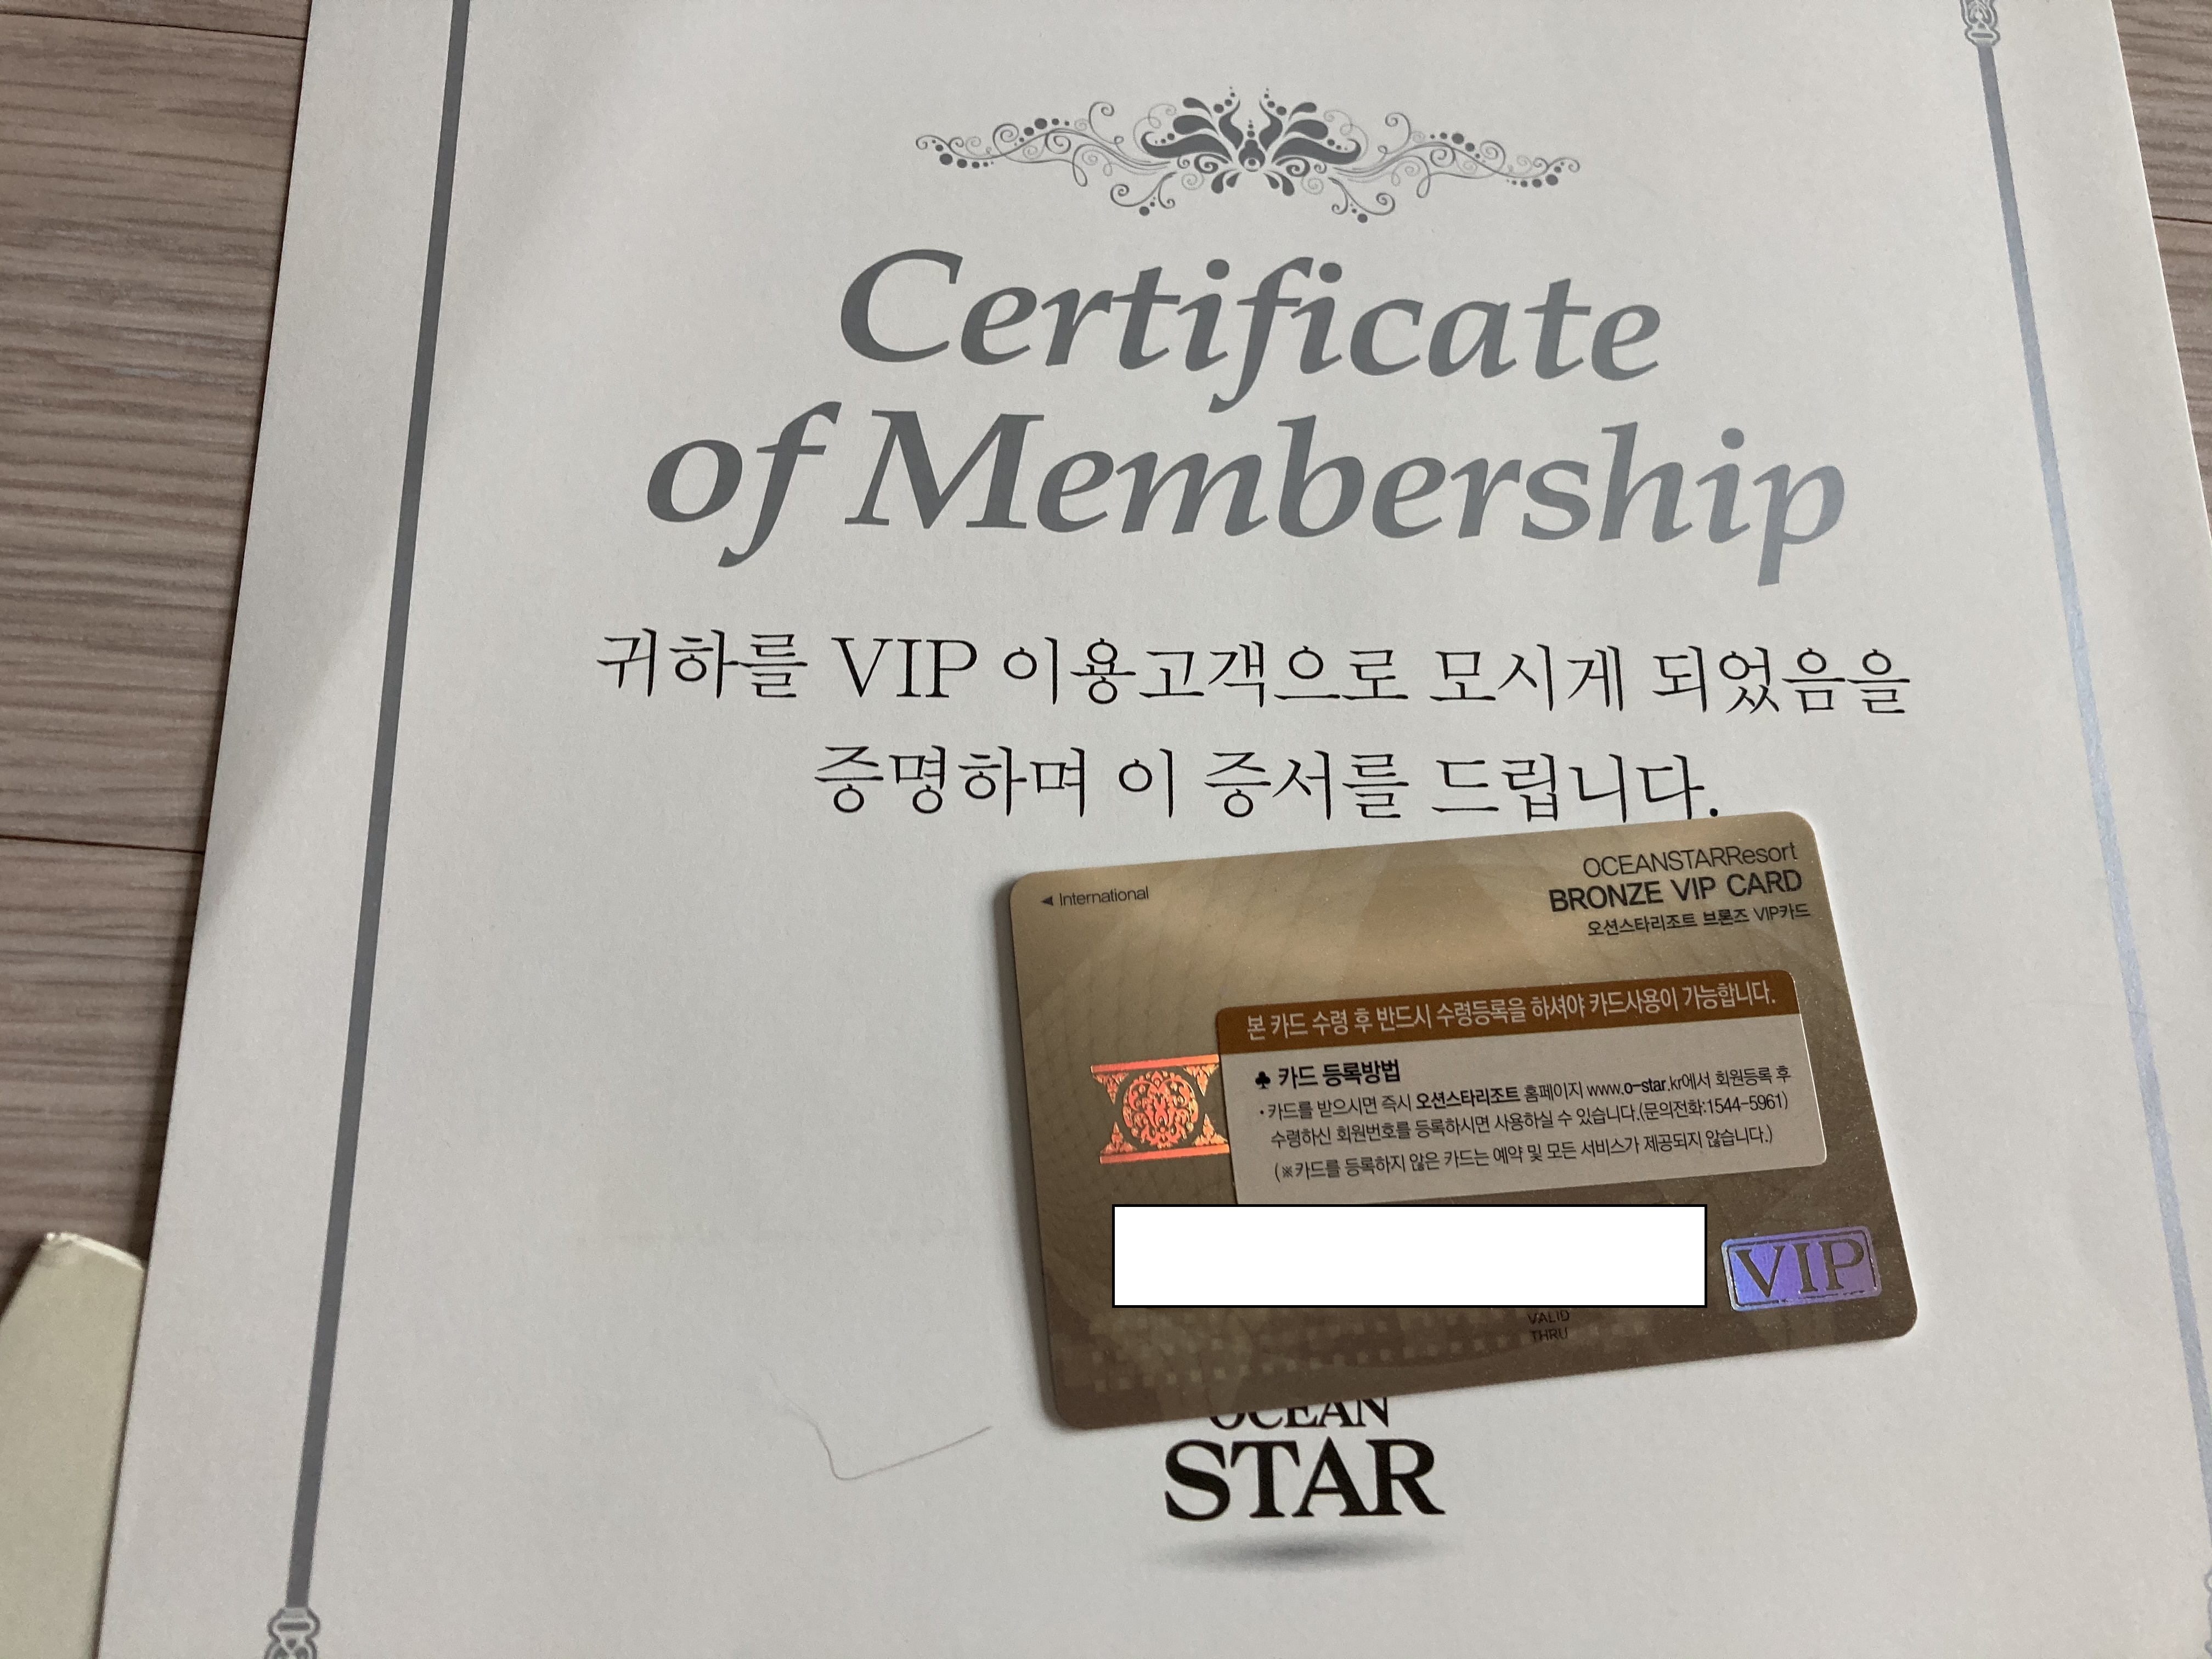 Certificate
of Membership
귀하를 VIP 이용고객으로 모시게 되었음을
증명하며 이 증서를 드립니다.
◀ International
OCEANSTARResort
BRONZE VIP CARD
오션스타리조트 브론즈 VIP카드
본 카드 수령 후 반드시 수령등록을 하셔야 카드사용이 가능합니다.
♣ 카드 등록방법
·카드를 받으시면 즉시 오션스타리조트 홈페이지 www.o-star.kr에서 회원등록 후
수령하신 회원번호를 등록하시면 사용하실 수 있습니다.(문의전화:1544-5961)
(※카드를 등록하지 않은 카드는 예약 및 모든 서비스가 제공되지 않습니다.)
VIP
VALID
THRU
OCEAN
STAR